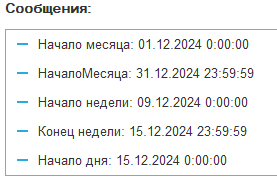 Сообщения:
Начало месяца: 01.12.2024 0:00:00
НачалоМесяца: 31.12.2024 23:59:59
Начало недели: 09.12.2024 0:00:00
Конец недели: 15.12.2024 23:59:59
Начало дня: 15.12.2024 0:00:00